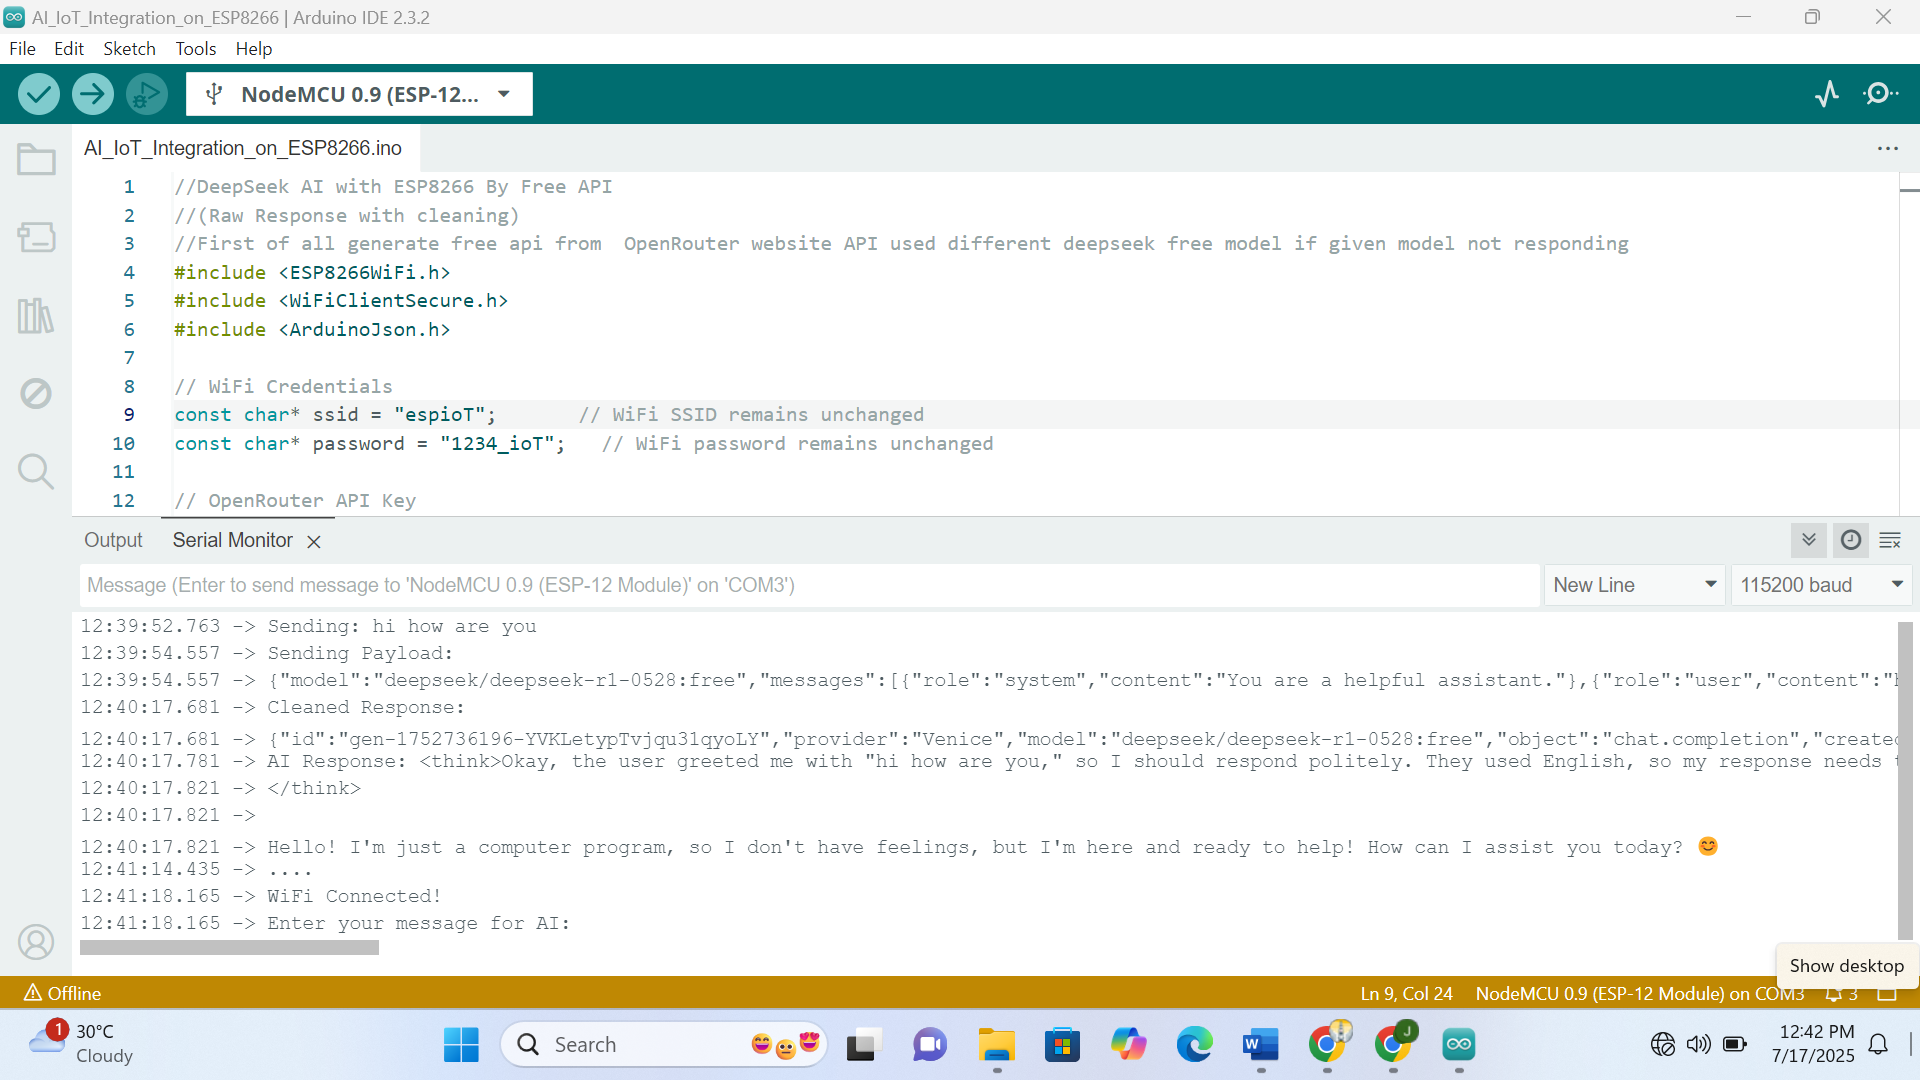 AI_IoT_Integration_on_ESP8266 | Arduino IDE 2.3.2
File Edit Sketch Tools Help
NodeMCU 0.9 (ESP-12...
AI_IoT_Integration_on_ESP8266.ino
1 //DeepSeek AI with ESP8266 By Free API
2 //(Raw Response with cleaning)
3 //First of all generate free api from  OpenRouter website API used different deepseek free model if given model not responding
4 #include <ESP8266WiFi.h>
5 #include <WiFiClientSecure.h>
6 #include <ArduinoJson.h>
7
8 // WiFi Credentials
9 const char* ssid = "espioT";       // WiFi SSID remains unchanged
10 const char* password = "1234_ioT";   // WiFi password remains unchanged
11
12 // OpenRouter API Key
Output Serial Monitor
Message (Enter to send message to 'NodeMCU 0.9 (ESP-12 Module)' on 'COM3') New Line 115200 baud
12:39:52.763 -> Sending: hi how are you
12:39:54.557 -> Sending Payload:
12:39:54.557 -> {"model":"deepseek/deepseek-r1-0528:free","messages":[{"role":"system","content":"You are a helpful assistant."},{"role":"user","content":"
12:40:17.681 -> Cleaned Response:
12:40:17.681 -> {"id":"gen-1752736196-YVKLetypTvjqu31qyoLY","provider":"Venice","model":"deepseek/deepseek-r1-0528:free","object":"chat.completion","created
12:40:17.781 -> AI Response: <think>Okay, the user greeted me with "hi how are you," so I should respond politely. They used English, so my response needs
12:40:17.821 -> </think>
12:40:17.821 ->
12:40:17.821 -> Hello! I'm just a computer program, so I don't have feelings, but I'm here and ready to help! How can I assist you today? 😊
12:41:14.435 -> ....
12:41:18.165 -> WiFi Connected!
12:41:18.165 -> Enter your message for AI:
Show desktop
Offline Ln 9, Col 24 NodeMCU 0.9 (ESP-12 Module) on COM3 3
1 30°C
Cloudy
Search
W
J
12:42 PM
7/17/2025